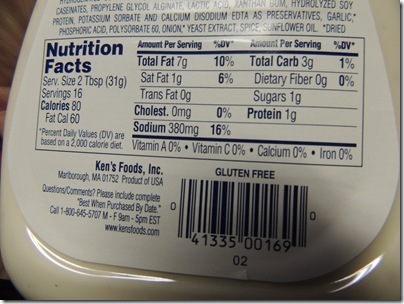 CASEINATES, PROPYLENE GLYCOL ALGINATE, LACTIC ACID, XANTHAN GUM, HYDROLYZED SOY
PROTEIN, POTASSIUM SORBATE AND CALCIUM DISODIUM EDTA AS PRESERVATIVES, GARLIC,*
PHOSPHORIC ACID, POLYSORBATE 60, ONION,* YEAST EXTRACT, SPICE, SUNFLOWER OIL. *DRIED
Nutrition Facts
Serv. Size 2 Tbsp (31g)
Servings 16
Calories 80
Fat Cal 60
*Percent Daily Values (DV) are
based on a 2,000 calorie diet.
Amount Per Serving %DV* Amount Per Serving %DV*
Total Fat 7g 10% Total Carb 3g 1%
Sat Fat 1g 6% Dietary Fiber 0g 0%
Trans Fat 0g Sugars 1g
Cholest. 0mg 0% Protein 1g
Sodium 380mg 16%
Vitamin A 0% • Vitamin C 0% • Calcium 0% • Iron 0%
Ken's Foods, Inc.
Marlborough, MA 01752 Product of USA
Questions/Comments? Please include complete
"Best When Purchased By Date."
Call 1-800-645-5707 M - F 9am - 5pm EST
www.kensfoods.com
GLUTEN FREE
0 41335 00169 0
02